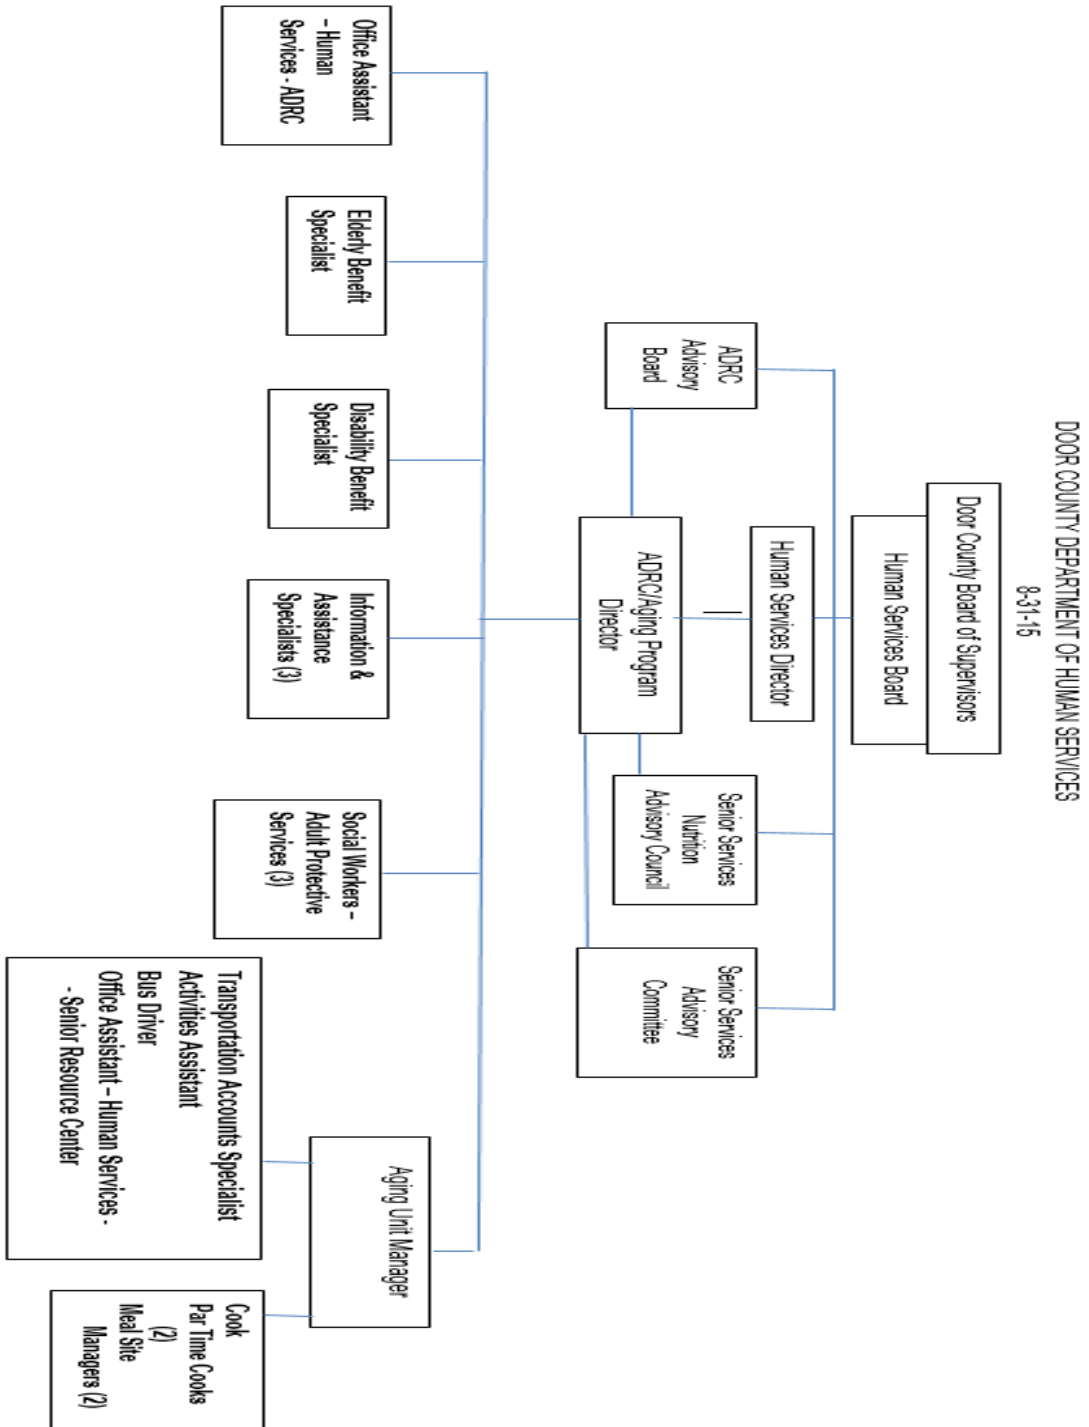 DOOR COUNTY DEPARTMENT OF HUMAN SERVICES
8-31-15
Door County Board of Supervisors
Human Services Board
Human Services Director
ADRC
Advisory
Board
ADRC/Aging Program
Director
Senior Services
Nutrition
Advisory Council
Senior Services
Advisory
Committee
Office Assistant
– Human
Services - ADRC
Elderly Benefit
Specialist
Disability Benefit
Specialist
Information &
Assistance
Specialists (3)
Social Workers –
Adult Protective
Services (3)
Aging Unit Manager
Transportation Accounts Specialist
Activities Assistant
Bus Driver
Office Assistant – Human Services -
- Senior Resource Center
Cook
Par Time Cooks
(2)
Meal Site
Managers (2)